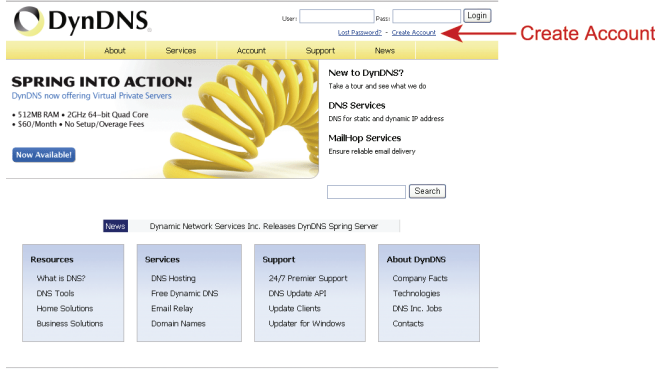 DynDNS
User: Pass: Login
Lost Password? - Create Account
Create Account
About Services Account Support News
SPRING INTO ACTION!
DynDNS now offering Virtual Private Servers
• 512MB RAM • 2GHz 64-bit Quad Core
• $60/Month • No Setup/Overage Fees
Now Available!
New to DynDNS?
Take a tour and see what we do
DNS Services
DNS for static and dynamic IP address
MailHop Services
Ensure reliable email delivery
Search
News Dynamic Network Services Inc. Releases DynDNS Spring Server
Resources
What is DNS?
DNS Tools
Home Solutions
Business Solutions
Services
DNS Hosting
Free Dynamic DNS
Email Relay
Domain Names
Support
24/7 Premier Support
DNS Update API
Update Clients
Updater for Windows
About DynDNS
Company Facts
Technologies
DNS Inc. Jobs
Contacts